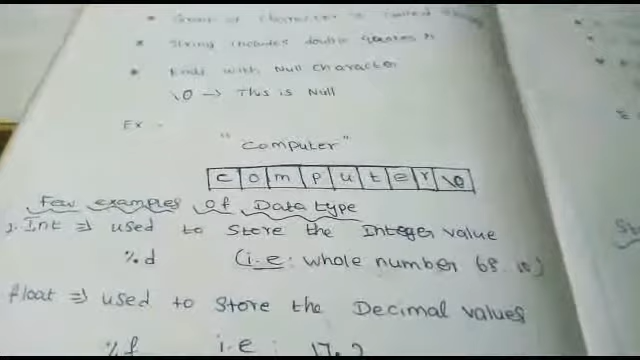 * Group of Character is called String
* String includes double quotes "
* Ends with Null character
\0 → This is Null
Ex -
"Computer"
C o m p u t e r \0
Few examples of Data type
1. Int ⇒ used to Store the Integer value
%d (i.e: whole number 68.
float ⇒ used to Store the Decimal values
%f i.e : 17.2